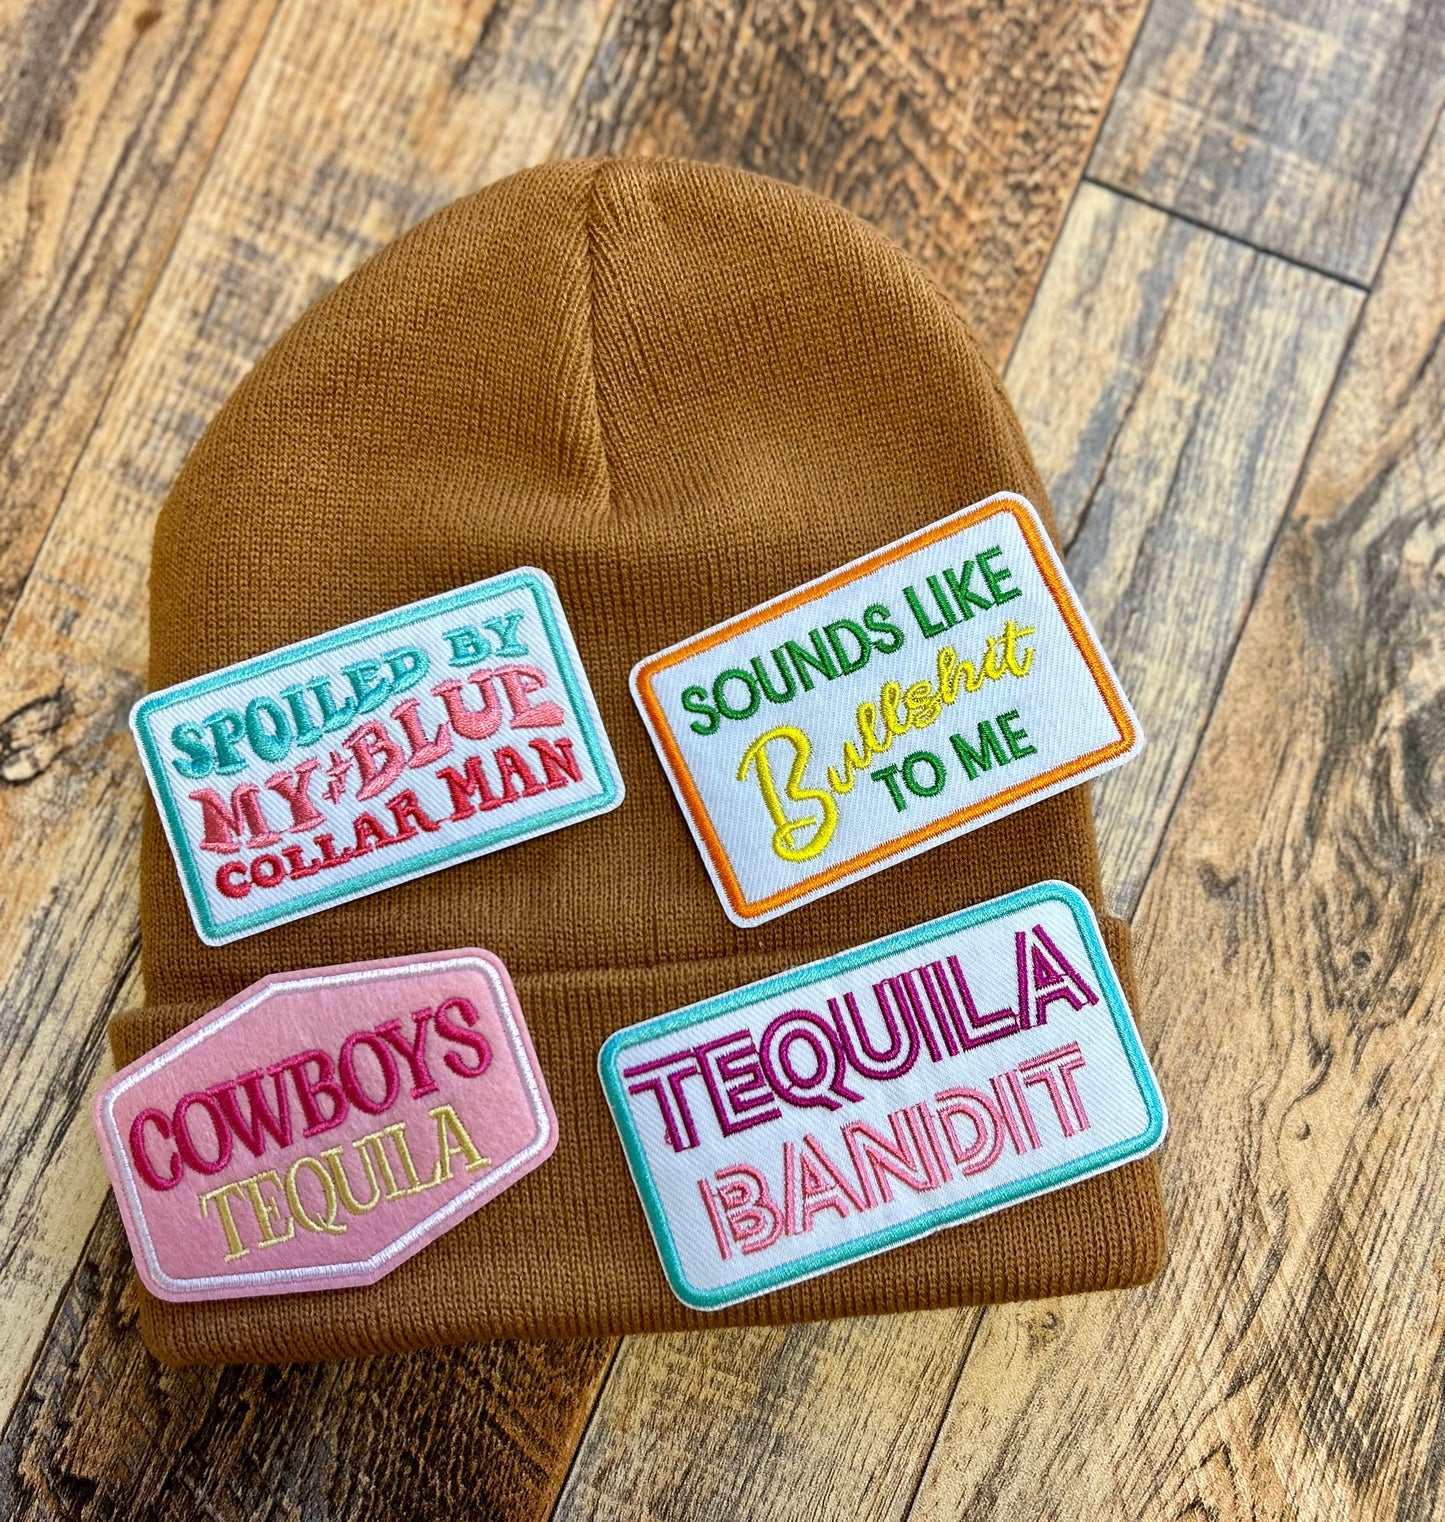 SPOILED BY
MY BLUE
COLLAR MAN
SOUNDS LIKE
Bullshit
TO ME
COWBOYS
TEQUILA
TEQUILA
BANDIT